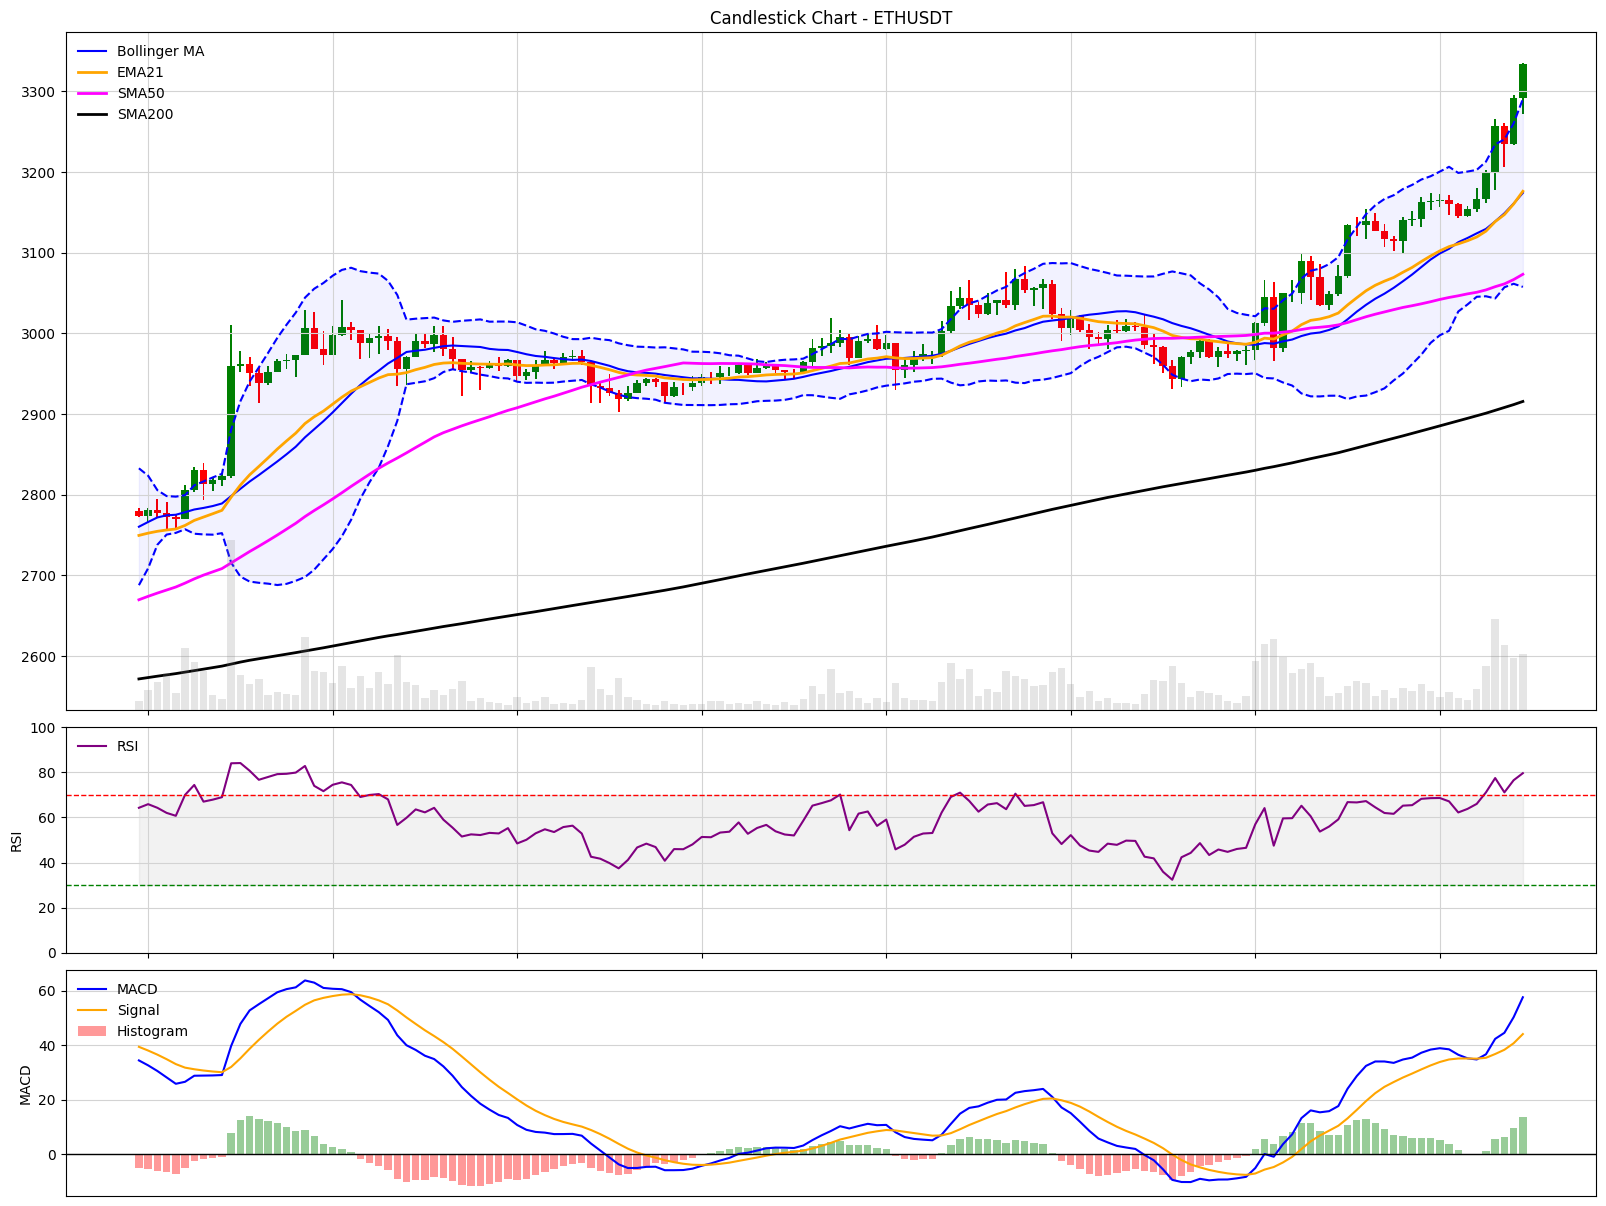 Candlestick Chart - ETHUSDT
Bollinger MA
EMA21
SMA50
SMA200
3300
3200
3100
3000
2900
2800
2700
2600
RSI
100
80
60
40
20
0
RSI
MACD
Signal
Histogram
60
40
20
0
MACD